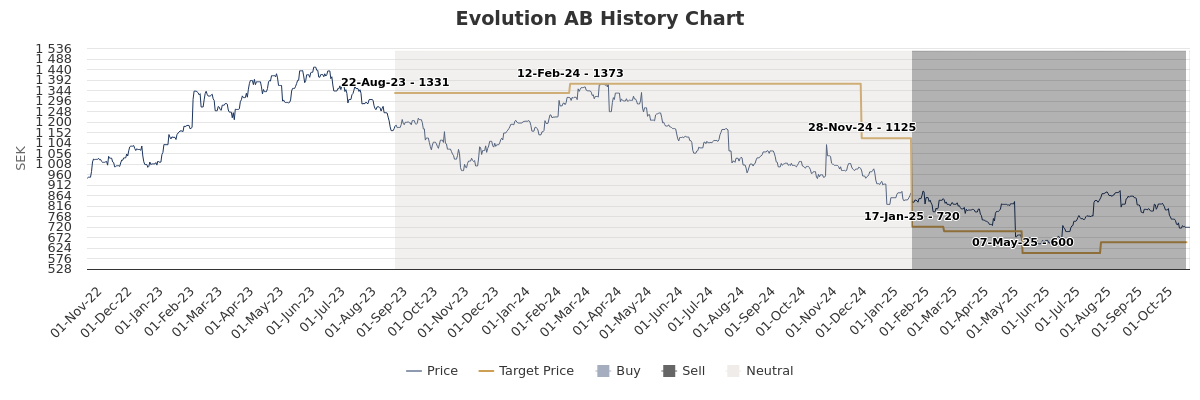 Evolution AB History Chart
SEK
1 536
1 488
1 440
1 392
1 344
1 296
1 248
1 200
1 152
1 104
1 056
1 008
960
912
864
816
768
720
672
624
576
528
22-Aug-23 - 1331
12-Feb-24 - 1373
28-Nov-24 - 1125
17-Jan-25 - 720
07-May-25 - 600
01-Nov-22
01-Dec-22
01-Jan-23
01-Feb-23
01-Mar-23
01-Apr-23
01-May-23
01-Jun-23
01-Jul-23
01-Aug-23
01-Sep-23
01-Oct-23
01-Nov-23
01-Dec-23
01-Jan-24
01-Feb-24
01-Mar-24
01-Apr-24
01-May-24
01-Jun-24
01-Jul-24
01-Aug-24
01-Sep-24
01-Oct-24
01-Nov-24
01-Dec-24
01-Jan-25
01-Feb-25
01-Mar-25
01-Apr-25
01-May-25
01-Jun-25
01-Jul-25
01-Aug-25
01-Sep-25
01-Oct-25
Price
Target Price
Buy
Sell
Neutral